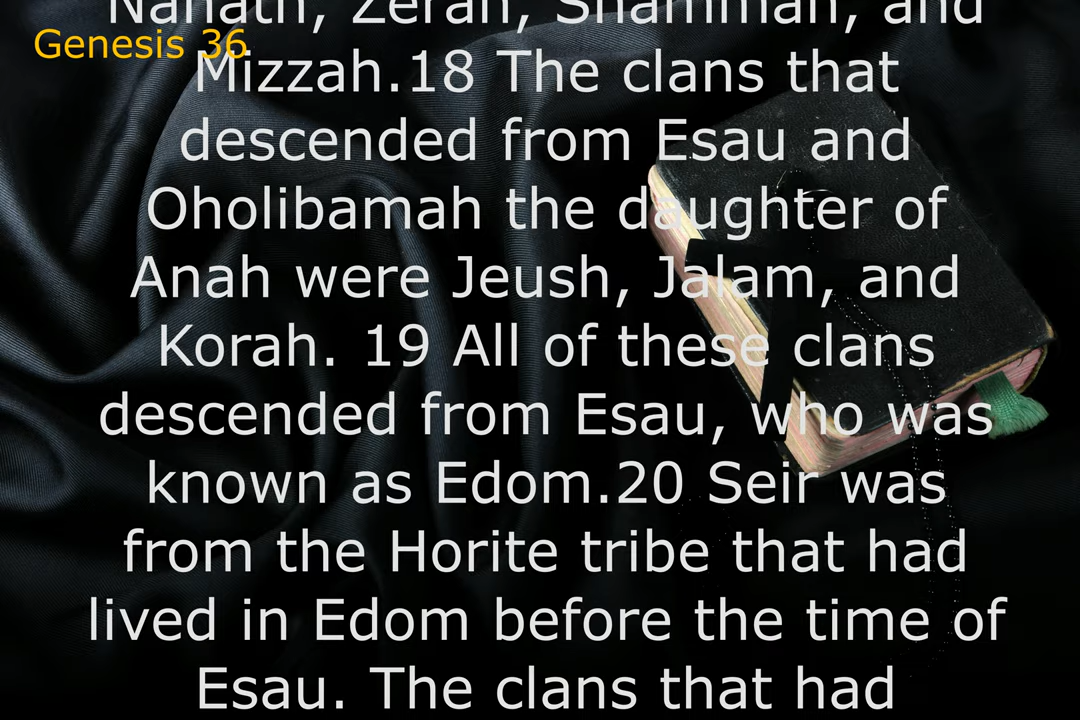 Nahath, Zerah, Shammah, and
Genesis 36
Mizzah.18 The clans that
descended from Esau and
Oholibamah the daughter of
Anah were Jeush, Jalam, and
Korah. 19 All of these clans
descended from Esau, who was
known as Edom.20 Seir was
from the Horite tribe that had
lived in Edom before the time of
Esau. The clans that had